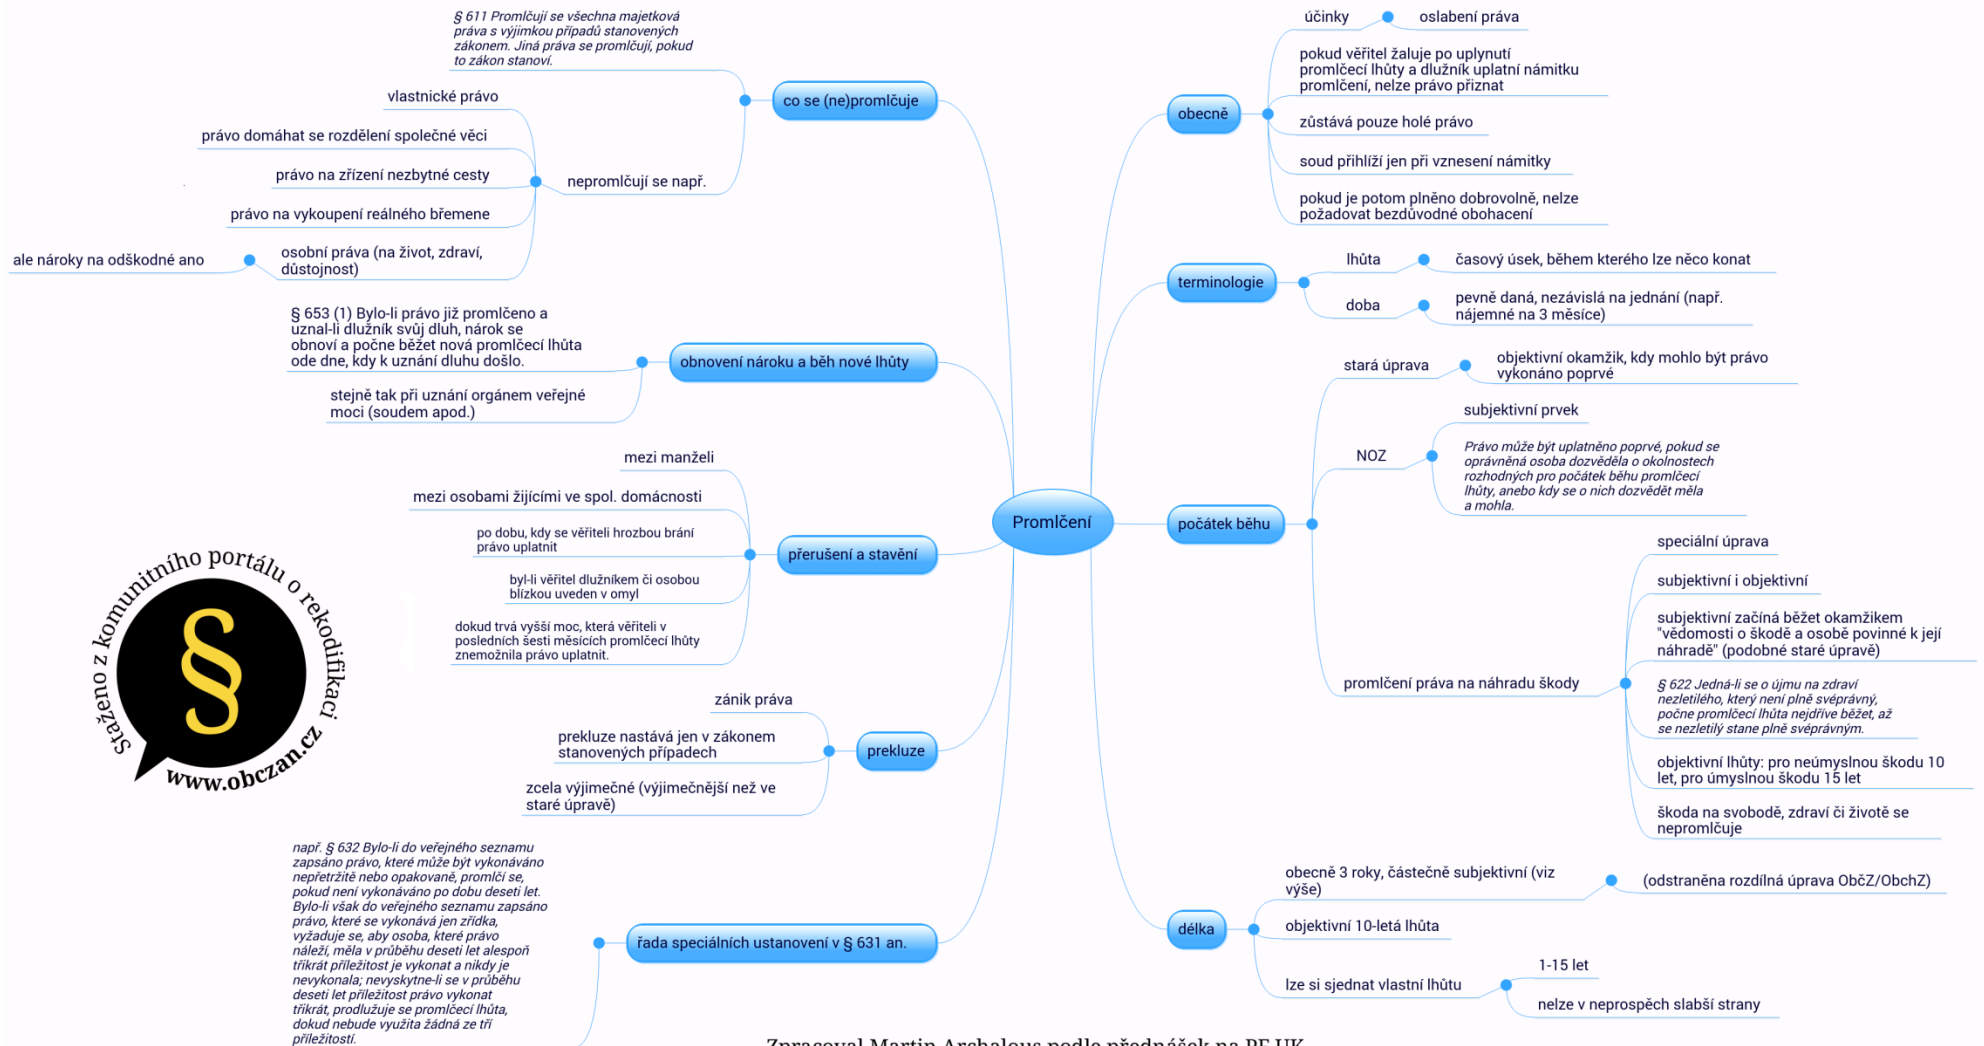 Promlčení
obecně
účinky
oslabení práva
pokud věřitel žaluje po uplynutí
promlčecí lhůty a dlužník uplatní námitku
promlčení, nelze právo přiznat
zůstává pouze holé právo
soud přihlíží jen při vznesení námitky
pokud je potom plněno dobrovolně, nelze
požadovat bezdůvodné obohacení
terminologie
lhůta
časový úsek, během kterého lze něco konat
doba
pevně daná, nezávislá na jednání (např.
nájemné na 3 měsíce)
počátek běhu
stará úprava
objektivní okamžik, kdy mohlo být právo
vykonáno poprvé
NOZ
subjektivní prvek
Právo může být uplatněno poprvé, pokud se
oprávněná osoba dozvěděla o okolnostech
rozhodných pro počátek běhu promlčecí
lhůty, anebo kdy se o nich dozvědět měla
a mohla.
promlčení práva na náhradu škody
speciální úprava
subjektivní i objektivní
subjektivní začíná běžet okamžikem
"vědomosti o škodě a osobě povinné k její
náhradě" (podobné staré úpravě)
§ 622 Jedná-li se o újmu na zdraví
nezletilého, který není plně svéprávný,
počne promlčecí lhůta nejdříve běžet, až
se nezletilý stane plně svéprávným.
objektivní lhůty: pro neúmyslnou škodu 10
let, pro úmyslnou škodu 15 let
škoda na svobodě, zdraví či životě se
nepromlčuje
délka
obecně 3 roky, částečně subjektivní (viz
výše)
(odstraněna rozdílná úprava ObčZ/ObchZ)
objektivní 10-letá lhůta
lze si sjednat vlastní lhůtu
1-15 let
nelze v neprospěch slabší strany
co se (ne)promlčuje
§ 611 Promlčují se všechna majetková
práva s výjimkou případů stanovených
zákonem. Jiná práva se promlčují, pokud
to zákon stanoví.
nepromlčují se např.
vlastnické právo
právo domáhat se rozdělení společné věci
právo na zřízení nezbytné cesty
právo na vykoupení reálného břemene
osobní práva (na život, zdraví,
důstojnost)
ale nároky na odškodné ano
obnovení nároku a běh nové lhůty
§ 653 (1) Bylo-li právo již promlčeno a
uznal-li dlužník svůj dluh, nárok se
obnoví a počne běžet nová promlčecí lhůta
ode dne, kdy k uznání dluhu došlo.
stejně tak při uznání orgánem veřejné
moci (soudem apod.)
přerušení a stavění
mezi manželi
mezi osobami žijícími ve spol. domácnosti
po dobu, kdy se věřiteli hrozbou brání
právo uplatnit
byl-li věřitel dlužníkem či osobou
blízkou uveden v omyl
dokud trvá vyšší moc, která věřiteli v
posledních šesti měsících promlčecí lhůty
znemožnila právo uplatnit.
prekluze
zánik práva
prekluze nastává jen v zákonem
stanovených případech
zcela výjimečné (výjimečnější než ve
staré úpravě)
řada speciálních ustanovení v § 631 an.
např. § 632 Bylo-li do veřejného seznamu
zapsáno právo, které může být vykonáváno
nepřetržitě nebo opakovaně, promlčí se,
pokud není vykonáváno po dobu deseti let.
Bylo-li však do veřejného seznamu zapsáno
právo, které se vykonává jen zřídka,
vyžaduje se, aby osoba, které právo
náleží, měla v průběhu deseti let alespoň
třikrát příležitost je vykonat a nikdy je
nevykonala; nevyskytne-li se v průběhu
deseti let příležitost právo vykonat
třikrát, prodlužuje se promlčecí lhůta,
dokud nebude využita žádná ze tří
příležitostí.
Staženo z komunitního portálu o rekodifikaci
§
www.obczan.cz
Zpracoval Martin Archalous podle přednášek na PF UK